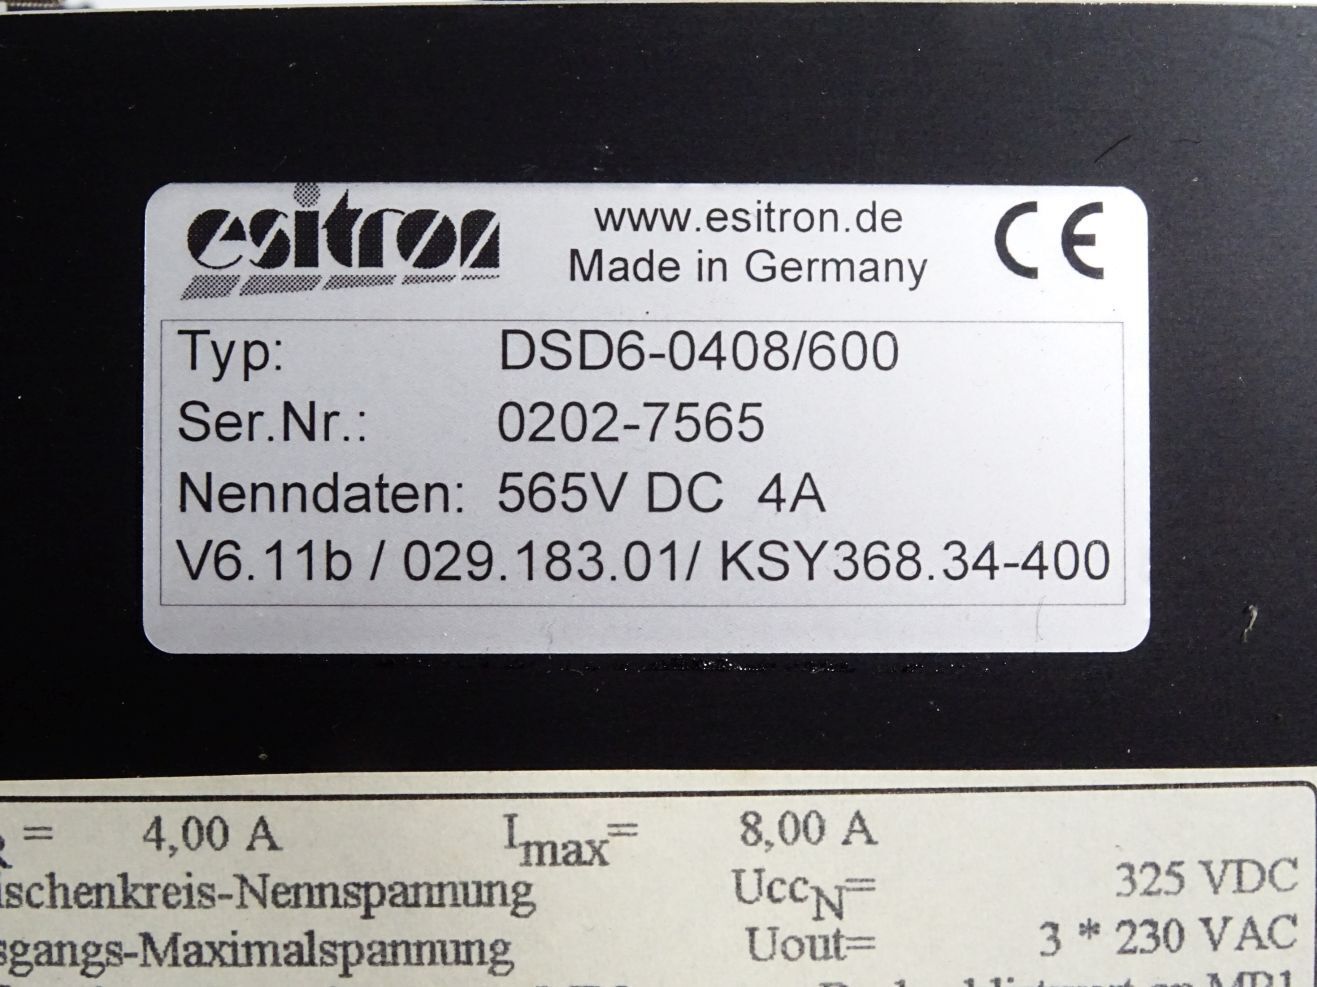 esitron
www.esitron.de
Made in Germany
CE
Typ: DSD6-0408/600
Ser.Nr.: 0202-7565
Nenndaten: 565V DC 4A
V6.11b / 029.183.01/ KSY368.34-400
= 4,00 A Imax= 8,00 A
ischenkreis-Nennspannung UccN= 325 VDC
sgangs-Maximalspannung Uout= 3 * 230 VAC